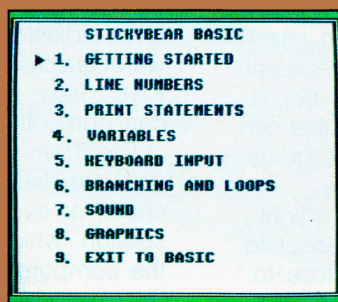 STICKYBEAR BASIC
▶ 1. GETTING STARTED
2. LINE NUMBERS
3. PRINT STATEMENTS
4. VARIABLES
5. KEYBOARD INPUT
6. BRANCHING AND LOOPS
7. SOUND
8. GRAPHICS
9. EXIT TO BASIC